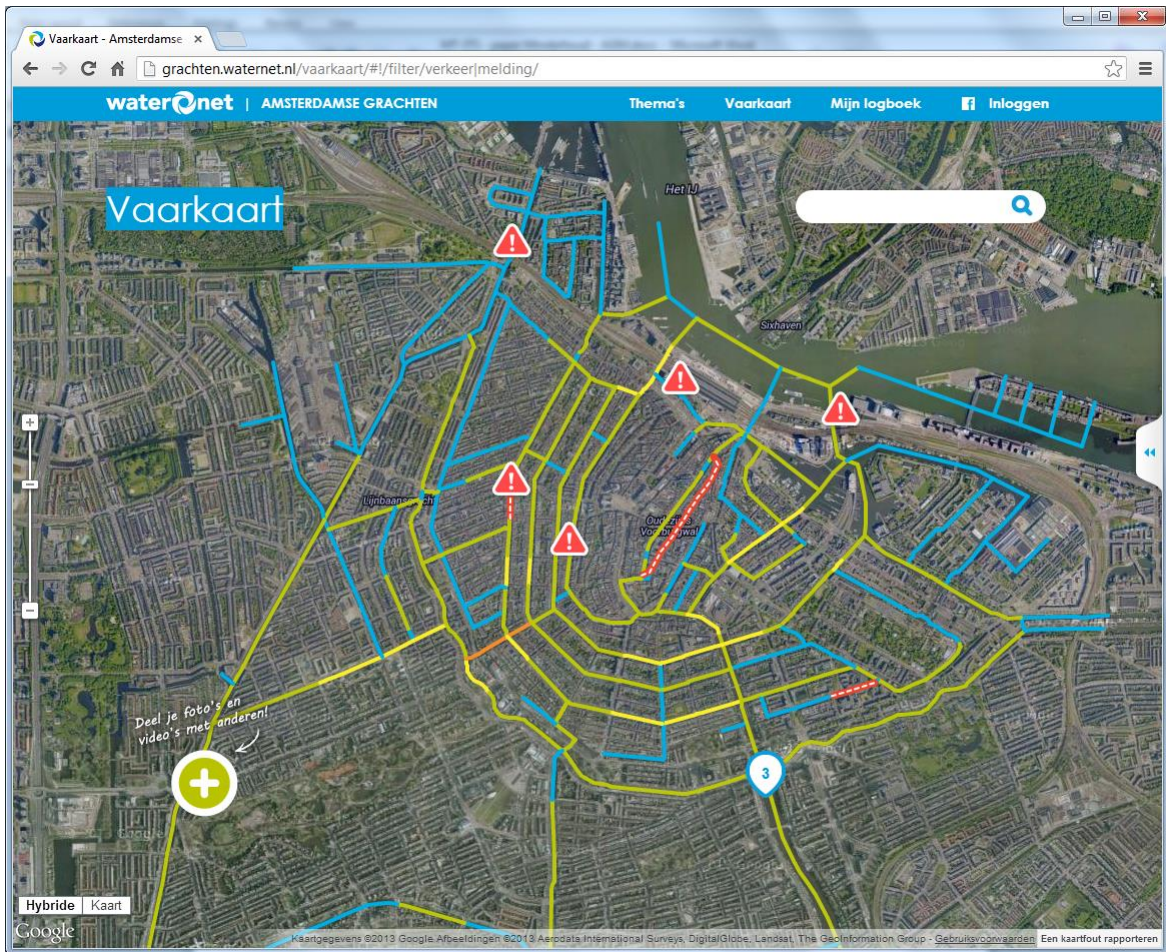 Vaarkaart - Amsterdamse
grachten.waternet.nl/vaarkaart/#!/filter/verkeer|melding/
waternet | AMSTERDAMSE GRACHTEN
Thema's
Vaarkaart
Mijn logboek
Inloggen
Vaarkaart
Het IJ
Sixhaven
Lijnbaansgracht
Oudezijds
Voorburgwal
Deel je foto's en
video's met anderen!
3
Google
Hybride
Kaart
Google
Kaartgegevens ©2013 Google Afbeeldingen ©2013 Aerodata International Surveys, DigitalGlobe, Landsat, The GeoInformation Group - Gebruiksvoorwaarden
Een kaartfout rapporteren